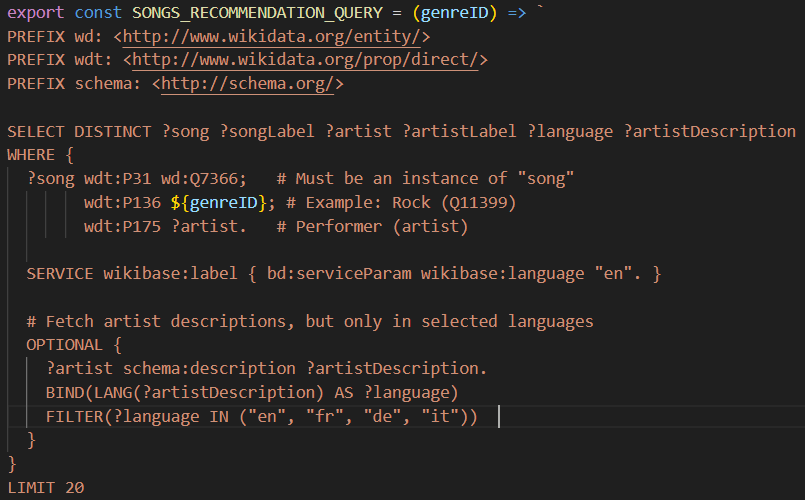 export const SONGS_RECOMMENDATION_QUERY = (genreID) => `
PREFIX wd: <http://www.wikidata.org/entity/>
PREFIX wdt: <http://www.wikidata.org/prop/direct/>
PREFIX schema: <http://schema.org/>
SELECT DISTINCT ?song ?songLabel ?artist ?artistLabel ?language ?artistDescription
WHERE {
?song wdt:P31 wd:Q7366;   # Must be an instance of "song"
wdt:P136 ${genreID}; # Example: Rock (Q11399)
wdt:P175 ?artist.   # Performer (artist)
SERVICE wikibase:label { bd:serviceParam wikibase:language "en". }
# Fetch artist descriptions, but only in selected languages
OPTIONAL {
?artist schema:description ?artistDescription.
BIND(LANG(?artistDescription) AS ?language)
FILTER(?language IN ("en", "fr", "de", "it"))
}
}
LIMIT 20